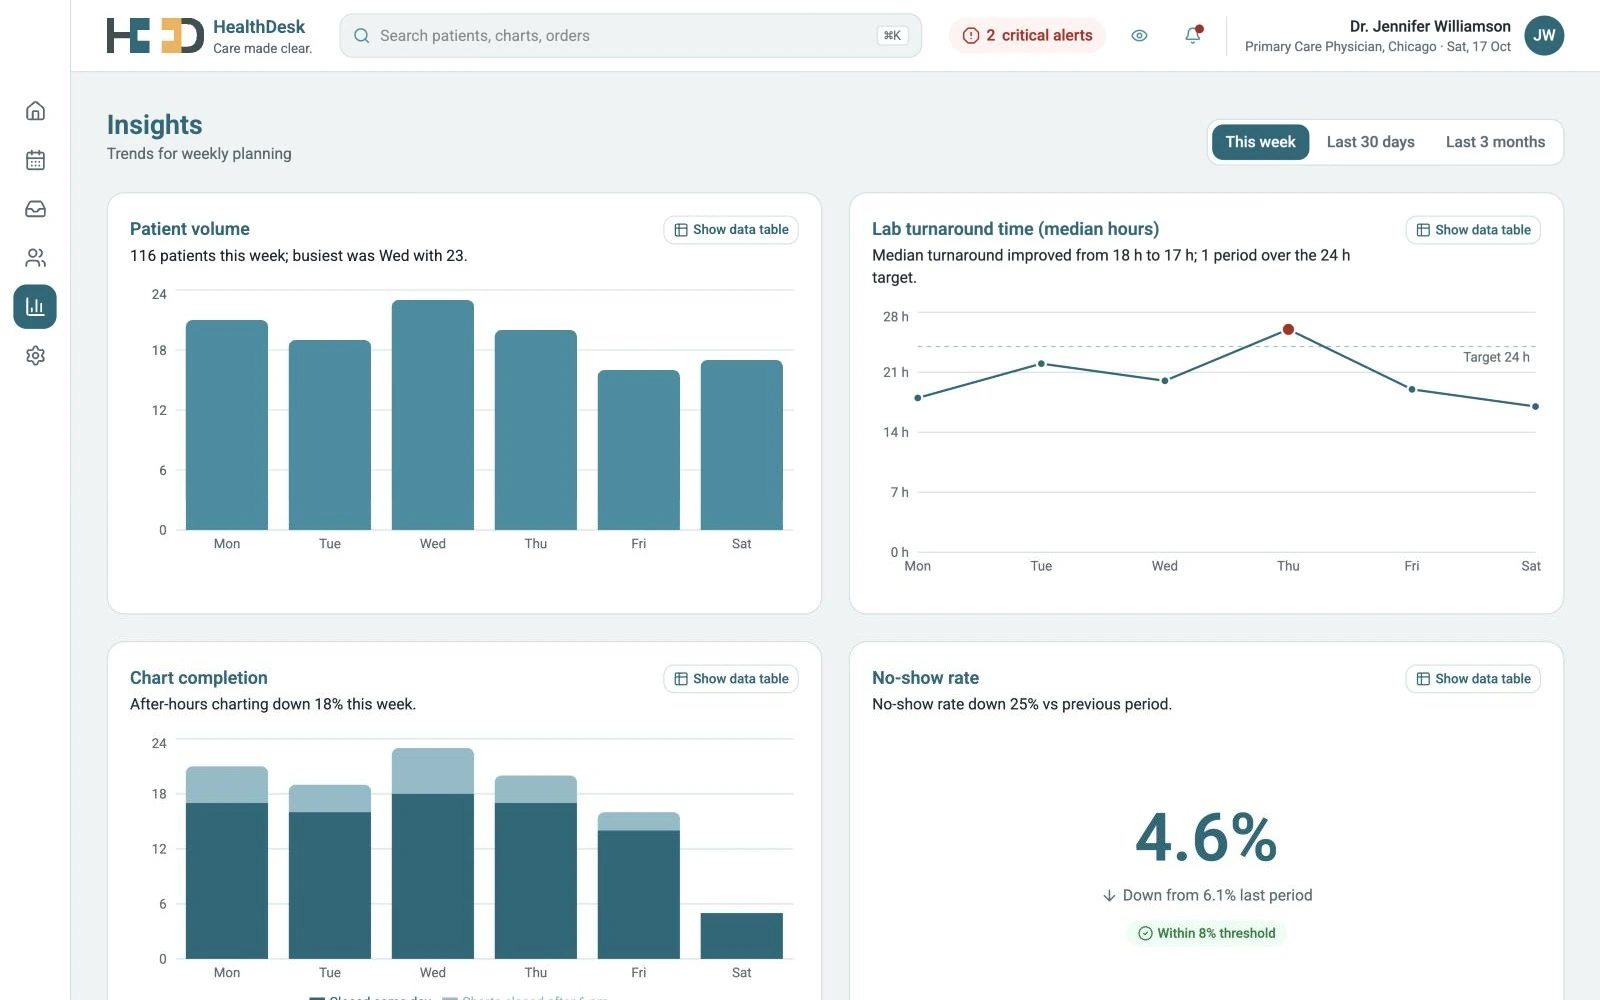 HEED
HealthDesk
Care made clear.
Search patients, charts, orders
⌘K
2 critical alerts
Dr. Jennifer Williamson
Primary Care Physician, Chicago · Sat, 17 Oct
JW
Insights
Trends for weekly planning
This week
Last 30 days
Last 3 months
Patient volume
Show data table
116 patients this week; busiest was Wed with 23.
24
18
12
6
0
Mon
Tue
Wed
Thu
Fri
Sat
Lab turnaround time (median hours)
Show data table
Median turnaround improved from 18 h to 17 h; 1 period over the 24 h
target.
28 h
Target 24 h
21 h
14 h
7 h
0 h
Mon
Tue
Wed
Thu
Fri
Sat
Chart completion
Show data table
After-hours charting down 18% this week.
24
18
12
6
0
Mon
Tue
Wed
Thu
Fri
Sat
No-show rate
Show data table
No-show rate down 25% vs previous period.
4.6%
Down from 6.1% last period
Within 8% threshold